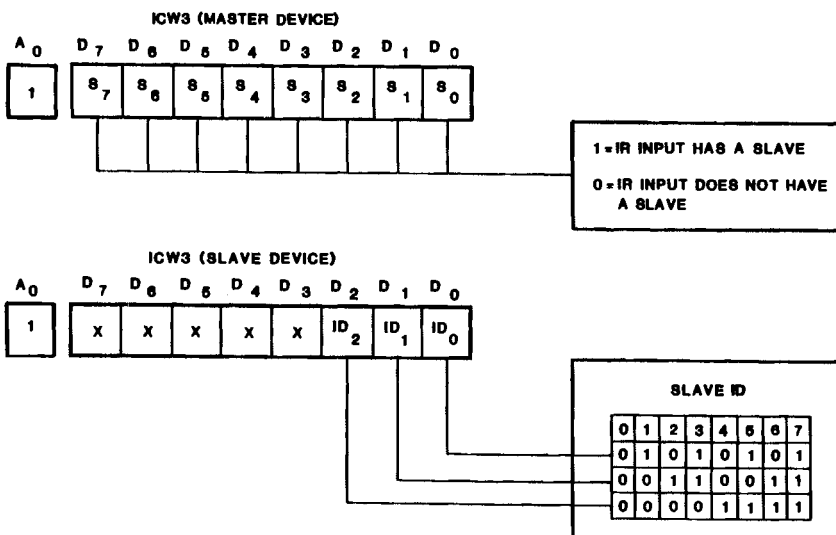 ICW3 (MASTER DEVICE)
A0 D7 D6 D5 D4 D3 D2 D1 D0
1 S7 S6 S5 S4 S3 S2 S1 S0
1 = IR INPUT HAS A SLAVE
0 = IR INPUT DOES NOT HAVE
A SLAVE
ICW3 (SLAVE DEVICE)
A0 D7 D6 D5 D4 D3 D2 D1 D0
1 X X X X X ID2 ID1 ID0
SLAVE ID
0 1 2 3 4 5 6 7
0 1 0 1 0 1 0 1
0 0 1 1 0 0 1 1
0 0 0 0 1 1 1 1